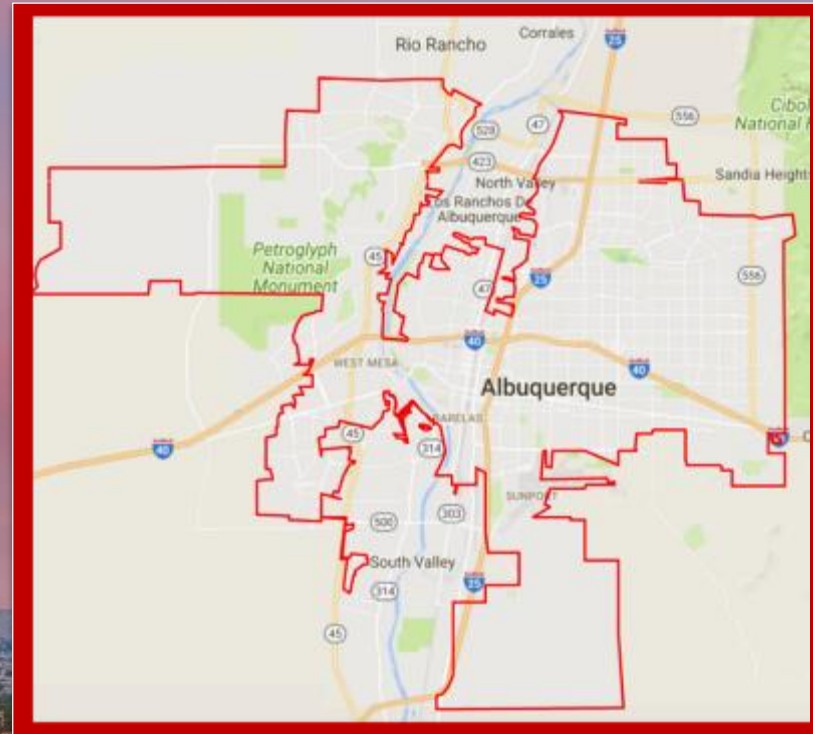 Corrales
25
Rio Rancho
Cibol
National F
556
47
528
423
Sandia Heights
North Valley
Los Ranchos De
Albuquerque
Petroglyph
National
Monument
45
556
25
47
40
WEST MESA
40
Albuquerque
BARELAS
45
314
40
SUNPORT
500
303
South Valley
25
314
45